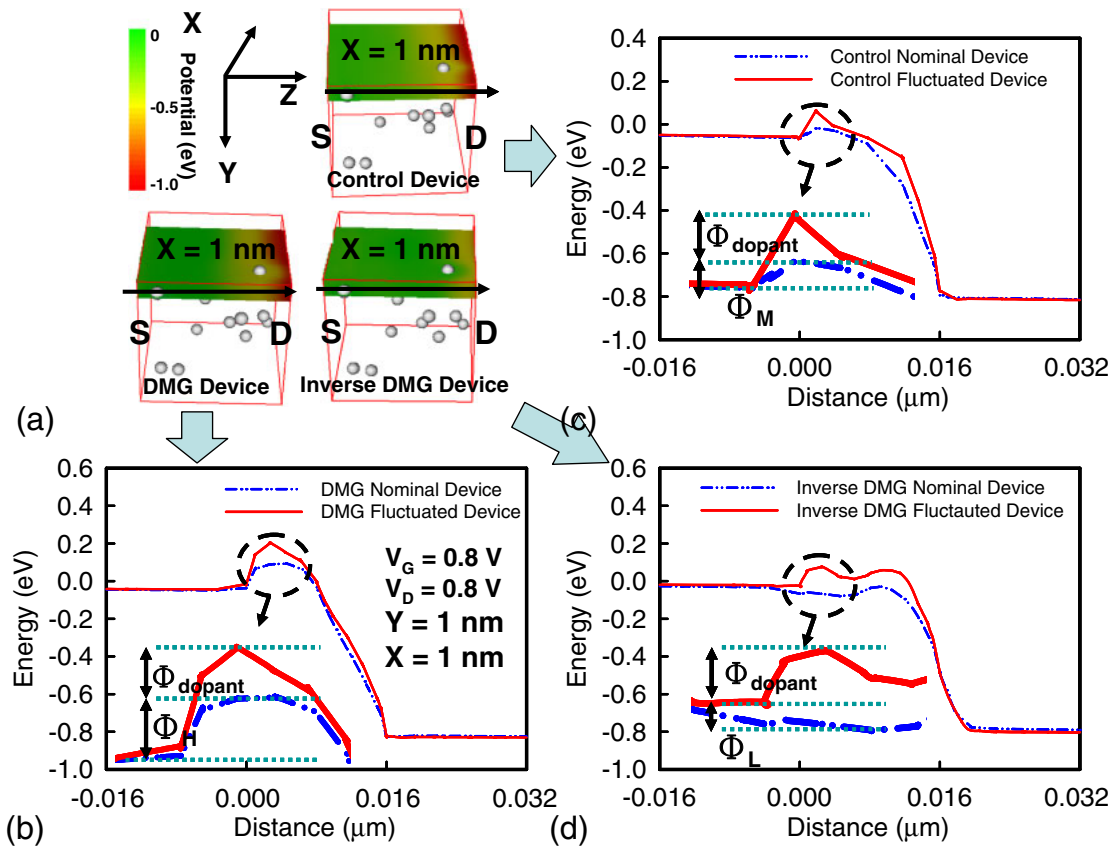 X
0
-0.5
-1.0
Potential (eV)
Z
Y
X = 1 nm
S
D
Control Device
X = 1 nm
S
D
DMG Device
X = 1 nm
S
D
Inverse DMG Device
(a)
0.4
0.2
0.0
-0.2
-0.4
-0.6
-0.8
-1.0
Energy (eV)
Control Nominal Device
Control Fluctuated Device
Φdopant
ΦM
-0.016
0.000
0.016
0.032
Distance (μm)
(c)
0.6
0.4
0.2
0.0
-0.2
-0.4
-0.6
-0.8
-1.0
Energy (eV)
DMG Nominal Device
DMG Fluctuated Device
VG = 0.8 V
VD = 0.8 V
Y = 1 nm
X = 1 nm
Φdopant
ΦH
-0.016
0.000
0.016
0.032
Distance (μm)
(b)
0.6
0.4
0.2
0.0
-0.2
-0.4
-0.6
-0.8
-1.0
Energy (eV)
Inverse DMG Nominal Device
Inverse DMG Fluctauted Device
Φdopant
ΦL
-0.016
0.000
0.016
0.032
Distance (μm)
(d)